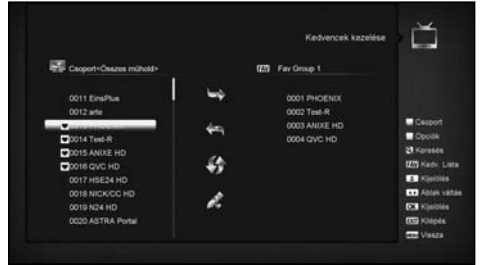 Kedvencek kezelése
Csoport<Összes műhold>
0011 EinsPlus
0012 arte
0014 Test-R
0015 ANIXE HD
0016 QVC HD
0017 HSE24 HD
0018 NICK/CC HD
0019 N24 HD
0020 ASTRA Portal
FAV Fav Group 1
0001 PHOENIX
0002 Test-R
0003 ANIXE HD
0004 QVC HD
Csoport
Opciók
Keresés
FAV Kedv. Lista
Kijelölés
Ablak váltás
OK Kijelölés
EXIT Kilépés
MENU Vissza